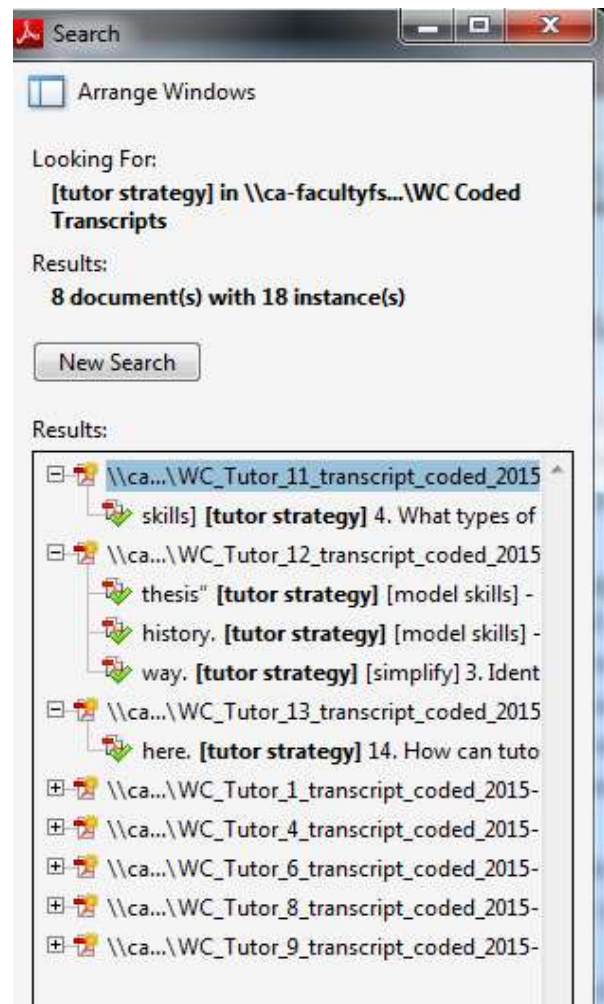 Search
Arrange Windows
Looking For:
[tutor strategy] in \\ca-facultyfs...\WC Coded
Transcripts
Results:
8 document(s) with 18 instance(s)
New Search
Results:
\\ca...\WC_Tutor_11_transcript_coded_2015
skills] [tutor strategy] 4. What types of
\\ca...\WC_Tutor_12_transcript_coded_2015
thesis" [tutor strategy] [model skills] -
history. [tutor strategy] [model skills] -
way. [tutor strategy] [simplify] 3. Ident
\\ca...\WC_Tutor_13_transcript_coded_2015
here. [tutor strategy] 14. How can tuto
\\ca...\WC_Tutor_1_transcript_coded_2015-
\\ca...\WC_Tutor_4_transcript_coded_2015-
\\ca...\WC_Tutor_6_transcript_coded_2015-
\\ca...\WC_Tutor_8_transcript_coded_2015-
\\ca...\WC_Tutor_9_transcript_coded_2015-